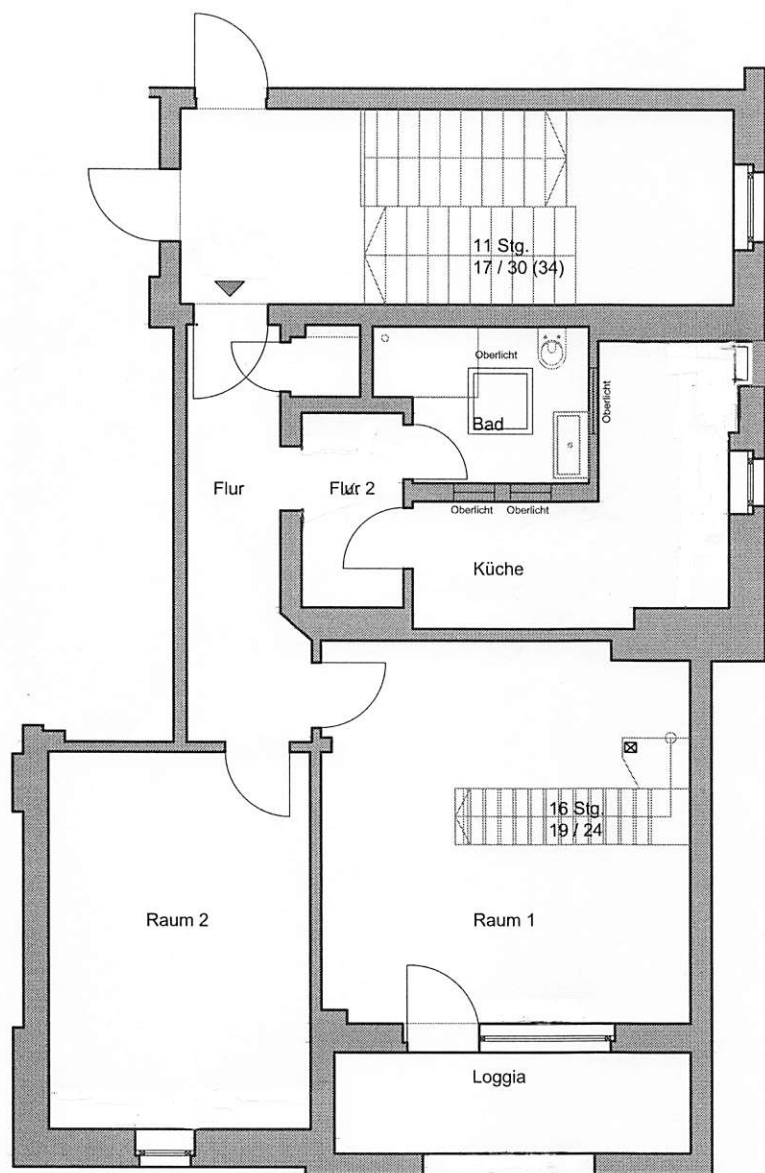 11 Stg.
17 / 30 (34)
Oberlicht
Oberlicht
Bad
Flur
Flur 2
Oberlicht
Oberlicht
Küche
16 Stg.
19 / 24
Raum 2
Raum 1
Loggia